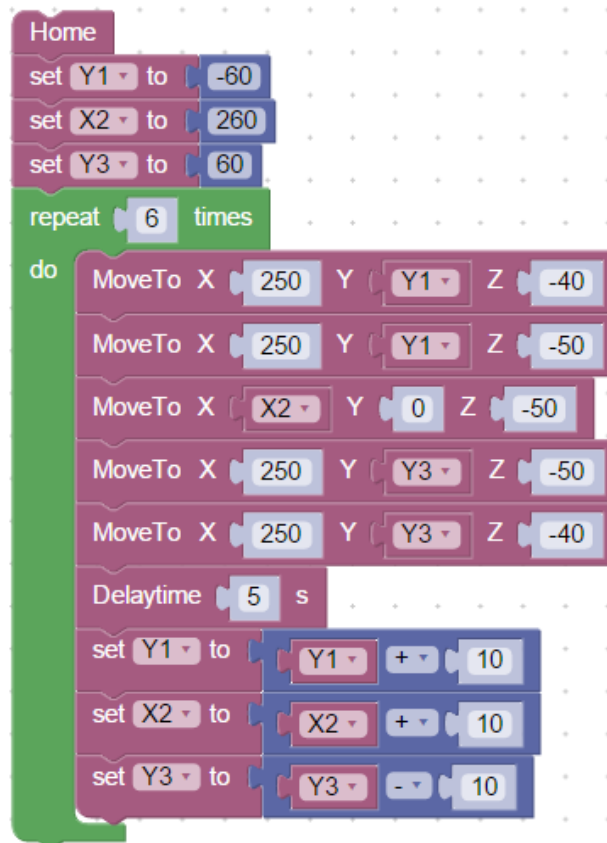 Home
set Y1 to -60
set X2 to 260
set Y3 to 60
repeat 6 times
do
MoveTo X 250 Y Y1 Z -40
MoveTo X 250 Y Y1 Z -50
MoveTo X X2 Y 0 Z -50
MoveTo X 250 Y Y3 Z -50
MoveTo X 250 Y Y3 Z -40
Delaytime 5 s
set Y1 to Y1 + 10
set X2 to X2 + 10
set Y3 to Y3 - 10